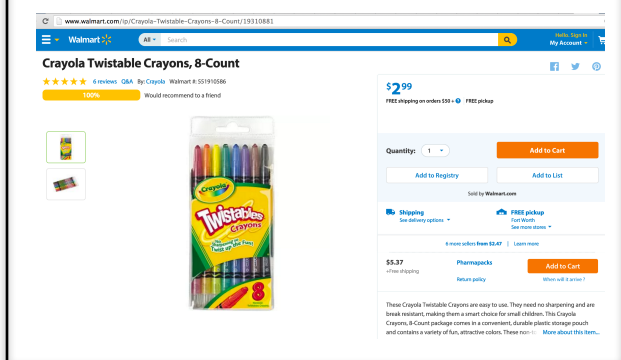 www.walmart.com/ip/Crayola-Twistable-Crayons-8-Count/19310881
Walmart
All
Search
Hello. Sign In
My Account
Crayola Twistable Crayons, 8-Count
6 reviews Q&A By: Crayola Walmart #: 551910586
100% Would recommend to a friend
$2.99
FREE shipping on orders $50 + FREE pickup
Quantity: 1 Add to Cart
Add to Registry Add to List
Sold by Walmart.com
Shipping
See delivery options
FREE pickup
Fort Worth
See more stores
6 more sellers from $2.47 | Learn more
$5.37
+Free shipping
Pharmapacks
Return policy
Add to Cart
When will it arrive ?
These Crayola Twistable Crayons are easy to use. They need no sharpening and are
break resistant, making them a smart choice for small children. This Crayola
Crayons, 8-Count package comes in a convenient, durable plastic storage pouch
and contains a variety of fun, attractive colors. These non-t More about this item...
Crayola
Twistables
Crayons
No
Sharpening
Twist up the Fun!
8